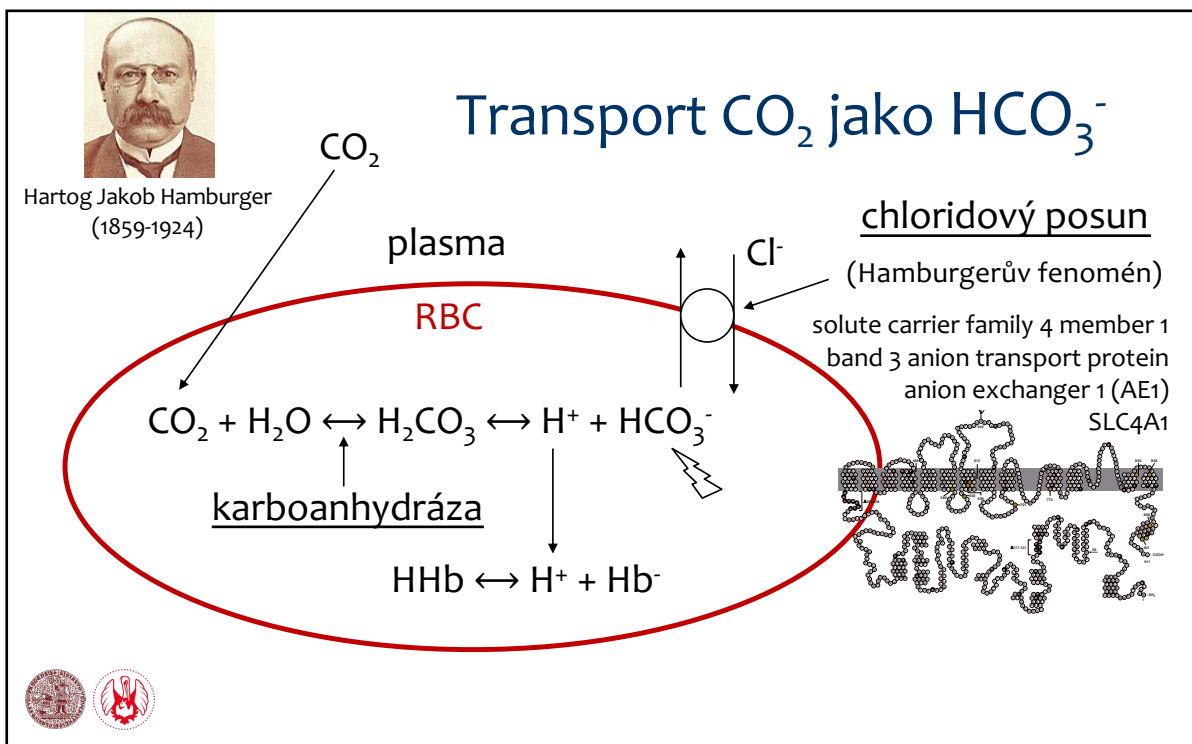 Transport CO₂ jako HCO₃⁻
Hartog Jakob Hamburger
(1859-1924)
CO₂
plasma
RBC
Cl⁻
chloridový posun
(Hamburgerův fenomén)
solute carrier family 4 member 1
band 3 anion transport protein
anion exchanger 1 (AE1)
SLC4A1
CO₂ + H₂O ↔ H₂CO₃ ↔ H⁺ + HCO₃⁻
karboanhydráza
HHb ↔ H⁺ + Hb⁻